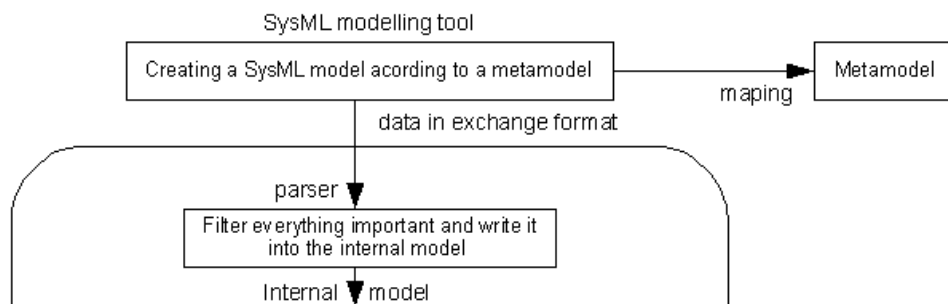 SysML modelling tool
Creating a SysML model acording to a metamodel
Metamodel
maping
data in exchange format
parser
Filter everything important and write it
into the internal model
Internal model